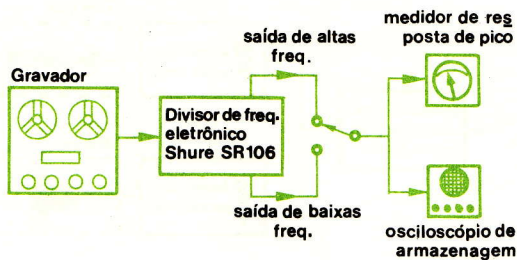 medidor de res
posta de pico
saída de altas
freq.
Gravador
Divisor de freq.
eletrônico
Shure SR106
saída de baixas
freq.
osciloscópio de
armazenagem